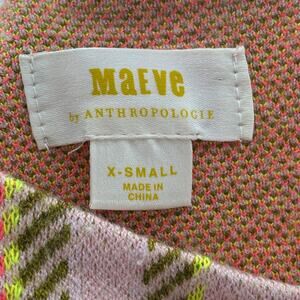 MaEve
by ANTHROPOLOGIE
X-SMALL
MADE IN
CHINA